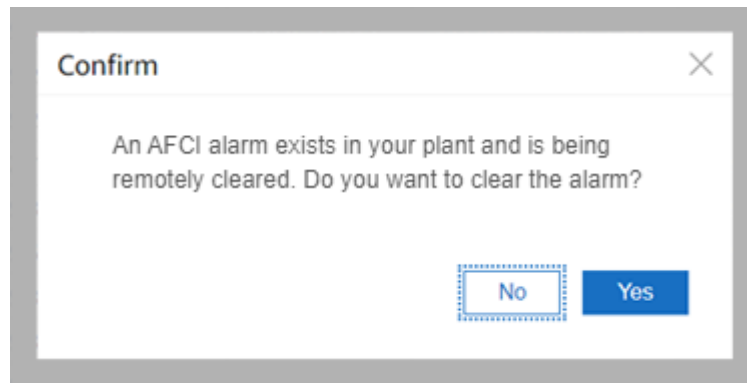 Confirm
An AFCI alarm exists in your plant and is being
remotely cleared. Do you want to clear the alarm?
No
Yes